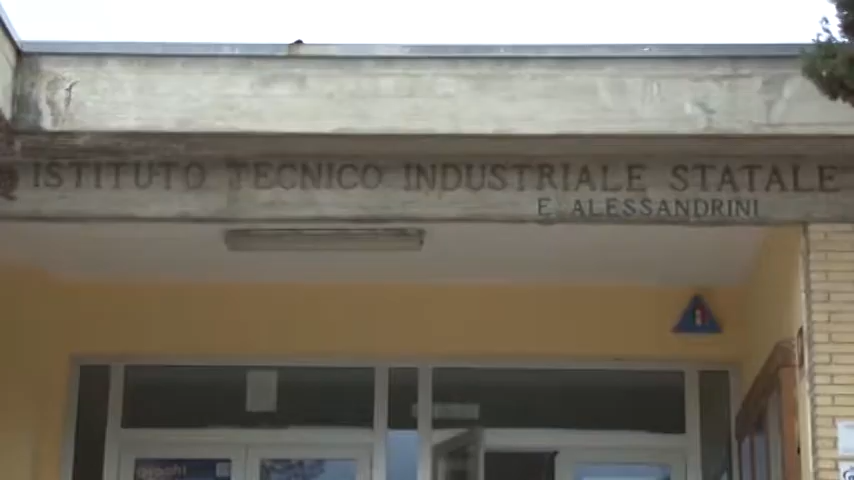 ISTITUTO TECNICO INDUSTRIALE STATALE
E. ALESSANDRINI